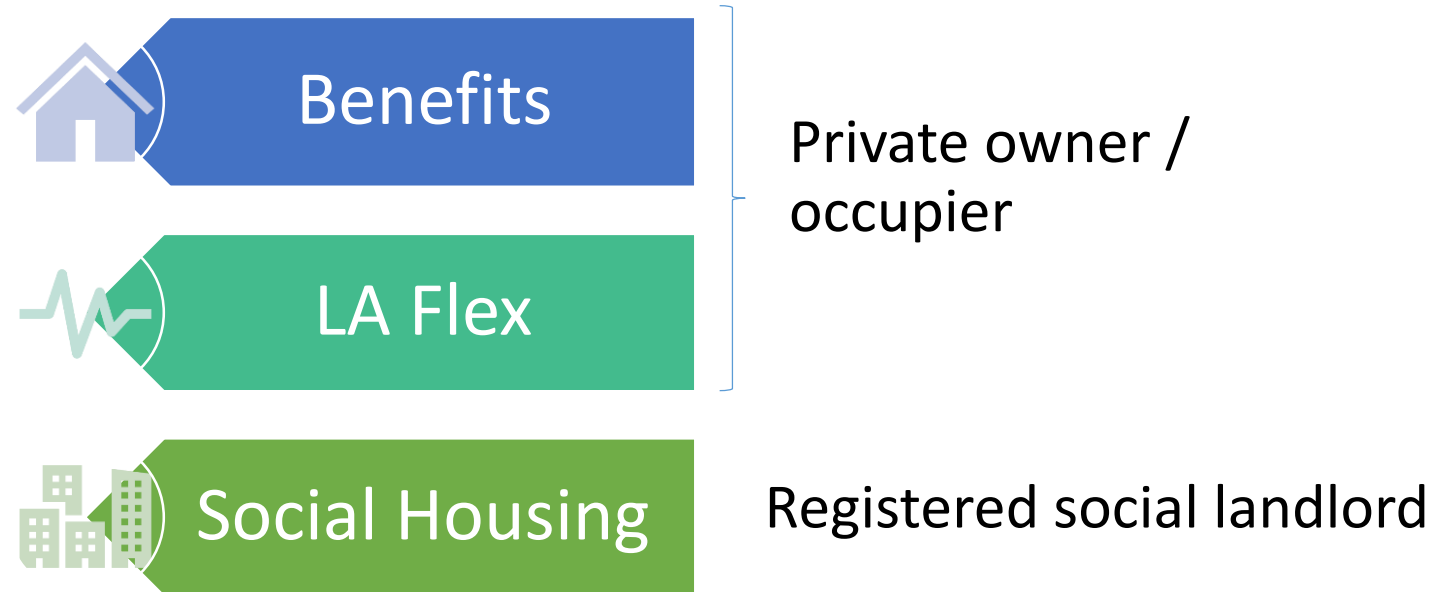 Benefits
Private owner /
occupier
LA Flex
Social Housing
Registered social landlord